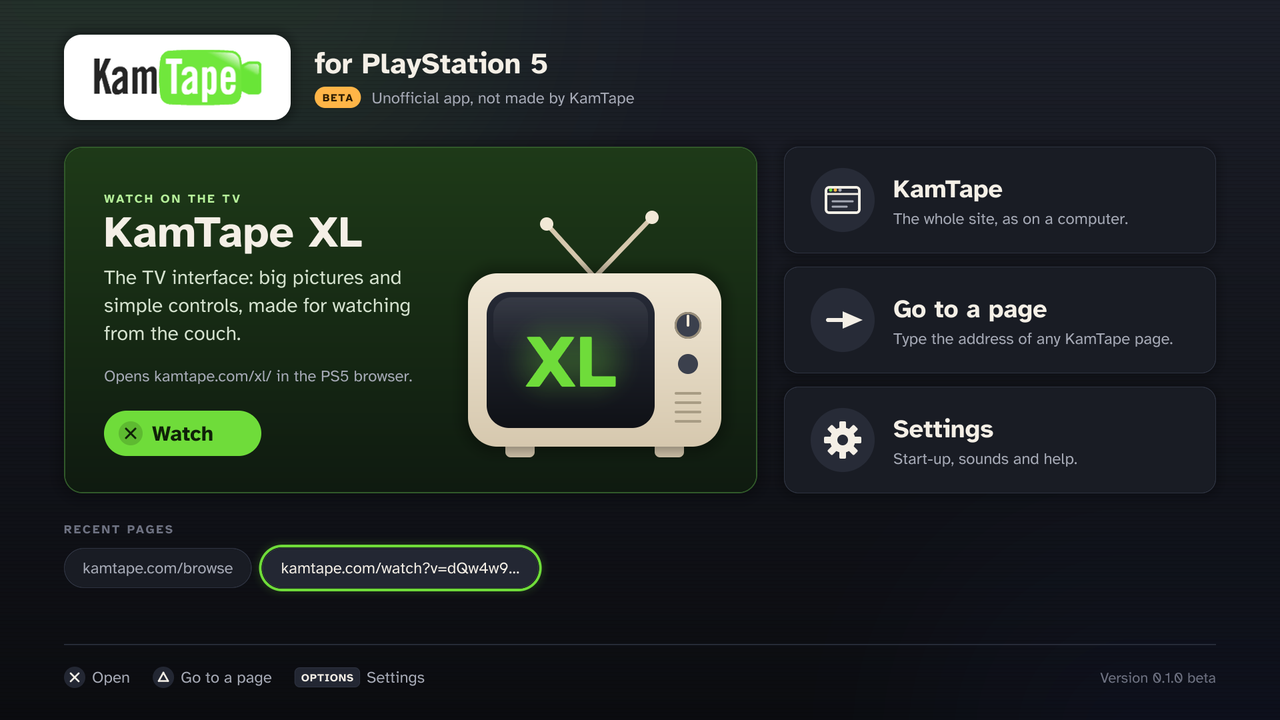 KamTape
for PlayStation 5
BETA
Unofficial app, not made by KamTape
WATCH ON THE TV
KamTape XL
The TV interface: big pictures and
simple controls, made for watching
from the couch.
Opens kamtape.com/xl/ in the PS5 browser.
Watch
XL
KamTape
The whole site, as on a computer.
Go to a page
Type the address of any KamTape page.
Settings
Start-up, sounds and help.
RECENT PAGES
kamtape.com/browse
kamtape.com/watch?v=dQw4w9...
Open
Go to a page
OPTIONS
Settings
Version 0.1.0 beta